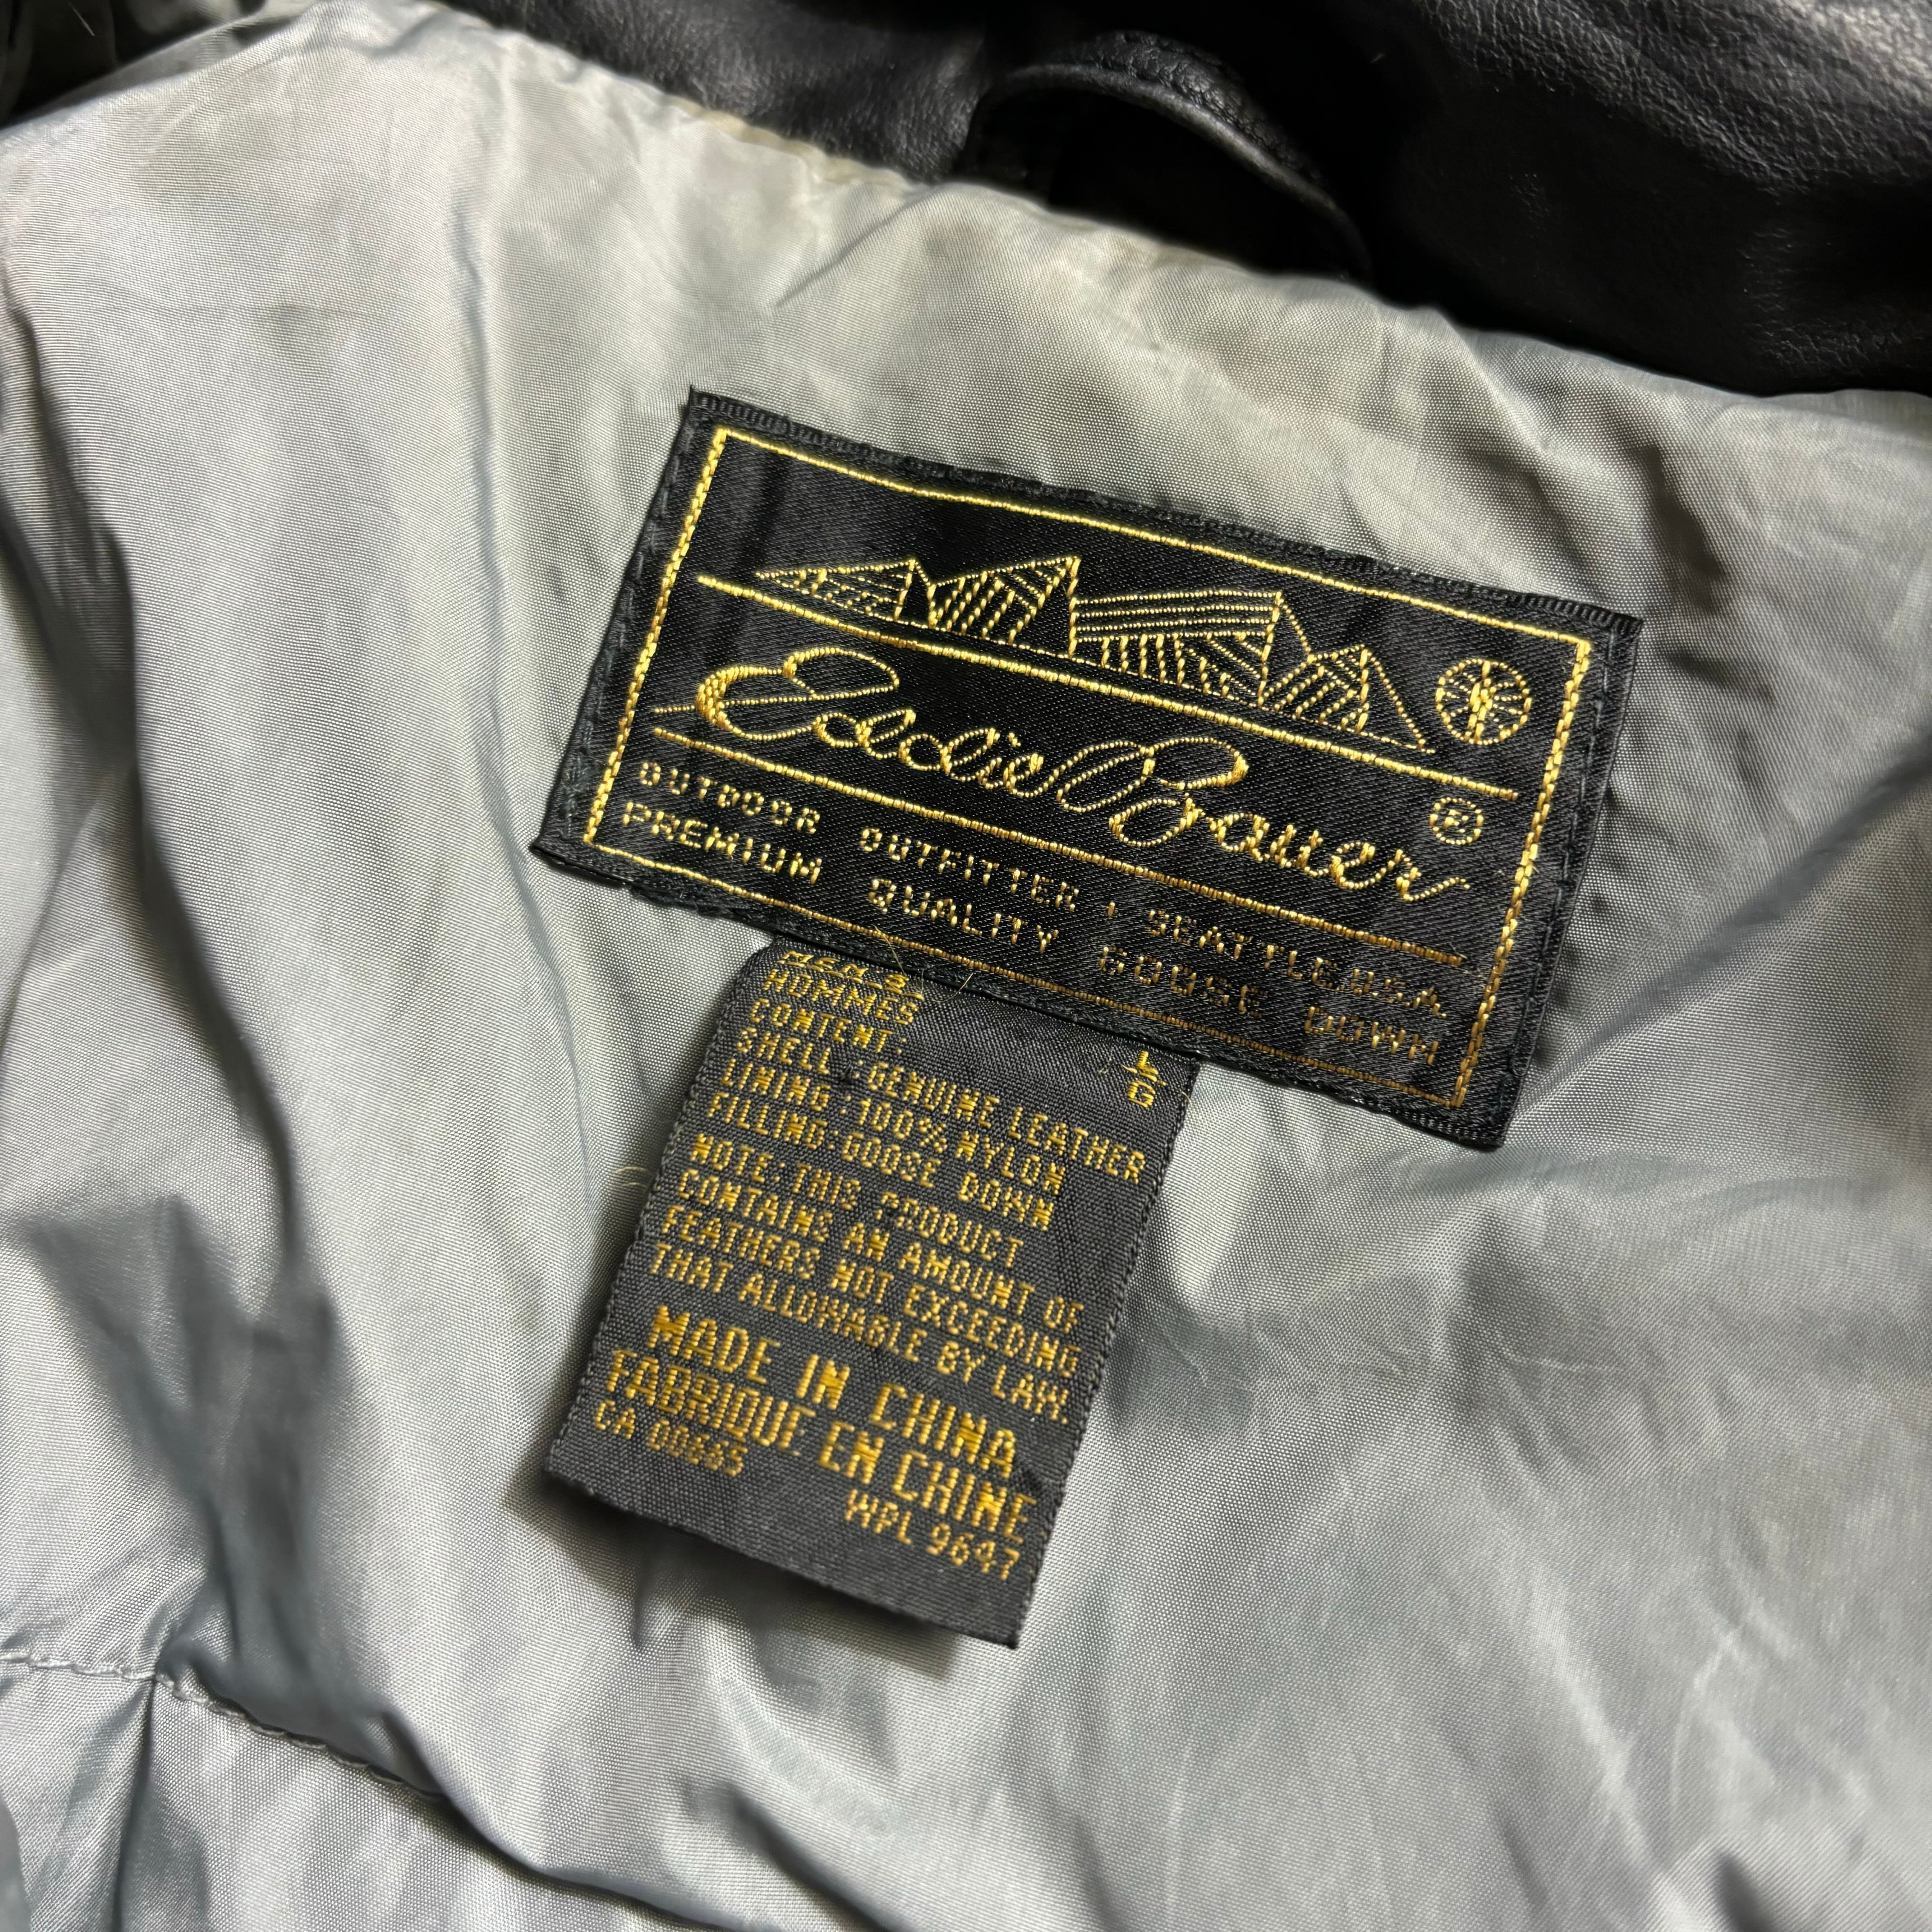 Eddie Bauer ®
OUTDOOR OUTFITTER, SEATTLE, USA
PREMIUM QUALITY GOOSE DOWN
MEN'S
HOMMES
L
G
CONTENT:
SHELL :GENUINE LEATHER
LINING :100% NYLON
FILLING:GOOSE DOWN
NOTE:THIS PRODUCT
CONTAINS AN AMOUNT OF
FEATHERS NOT EXCEEDING
THAT ALLOWABLE BY LAW.
MADE IN CHINA
FABRIQUE EN CHINE
CA 00665
WPL 9647